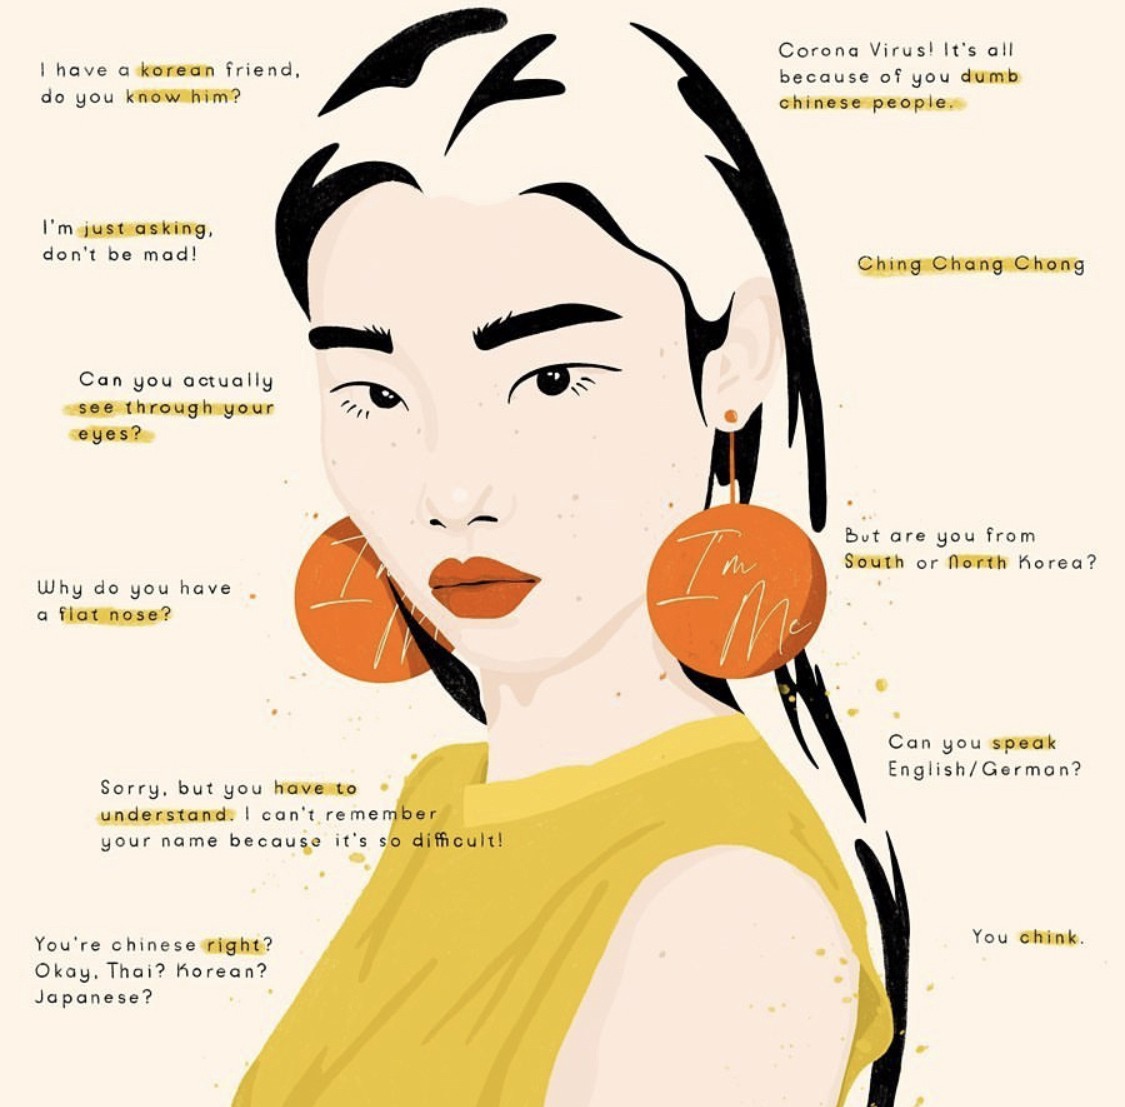 I have a korean friend,
do you know him?
Corona Virus! It's all
because of you dumb
chinese people.
I'm just asking,
don't be mad!
Ching Chang Chong
Can you actually
see through your
eyes?
But are you from
South or North Korea?
Why do you have
a flat nose?
I'm
Me
I'm
Me
Can you speak
English/German?
Sorry, but you have to
understand. I can't remember
your name because it's so difficult!
You chink.
You're chinese right?
Okay, Thai? Korean?
Japanese?